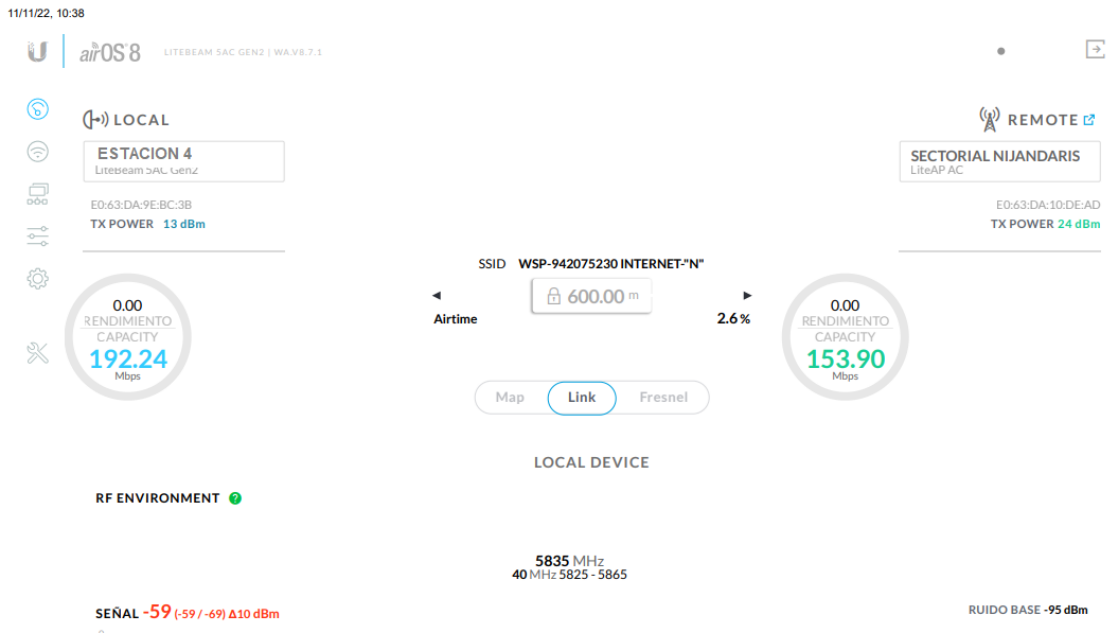 11/11/22, 10:38
airOS 8 LITEBEAM 5AC GEN2 | WA.V8.7.1
LOCAL
ESTACION 4
LiteBeam 5AC Gen2
E0:63:DA:9E:BC:3B
TX POWER 13 dBm
REMOTE
SECTORIAL NIJANDARIS
LiteAP AC
E0:63:DA:10:DE:AD
TX POWER 24 dBm
0.00
RENDIMIENTO
CAPACITY
192.24
Mbps
SSID WSP-942075230 INTERNET-"N"
600.00 m
Airtime 2.6 %
0.00
RENDIMIENTO
CAPACITY
153.90
Mbps
Map Link Fresnel
LOCAL DEVICE
RF ENVIRONMENT ?
5835 MHz
40 MHz 5825 - 5865
SEÑAL -59 (-59 / -69) Δ10 dBm
RUIDO BASE -95 dBm